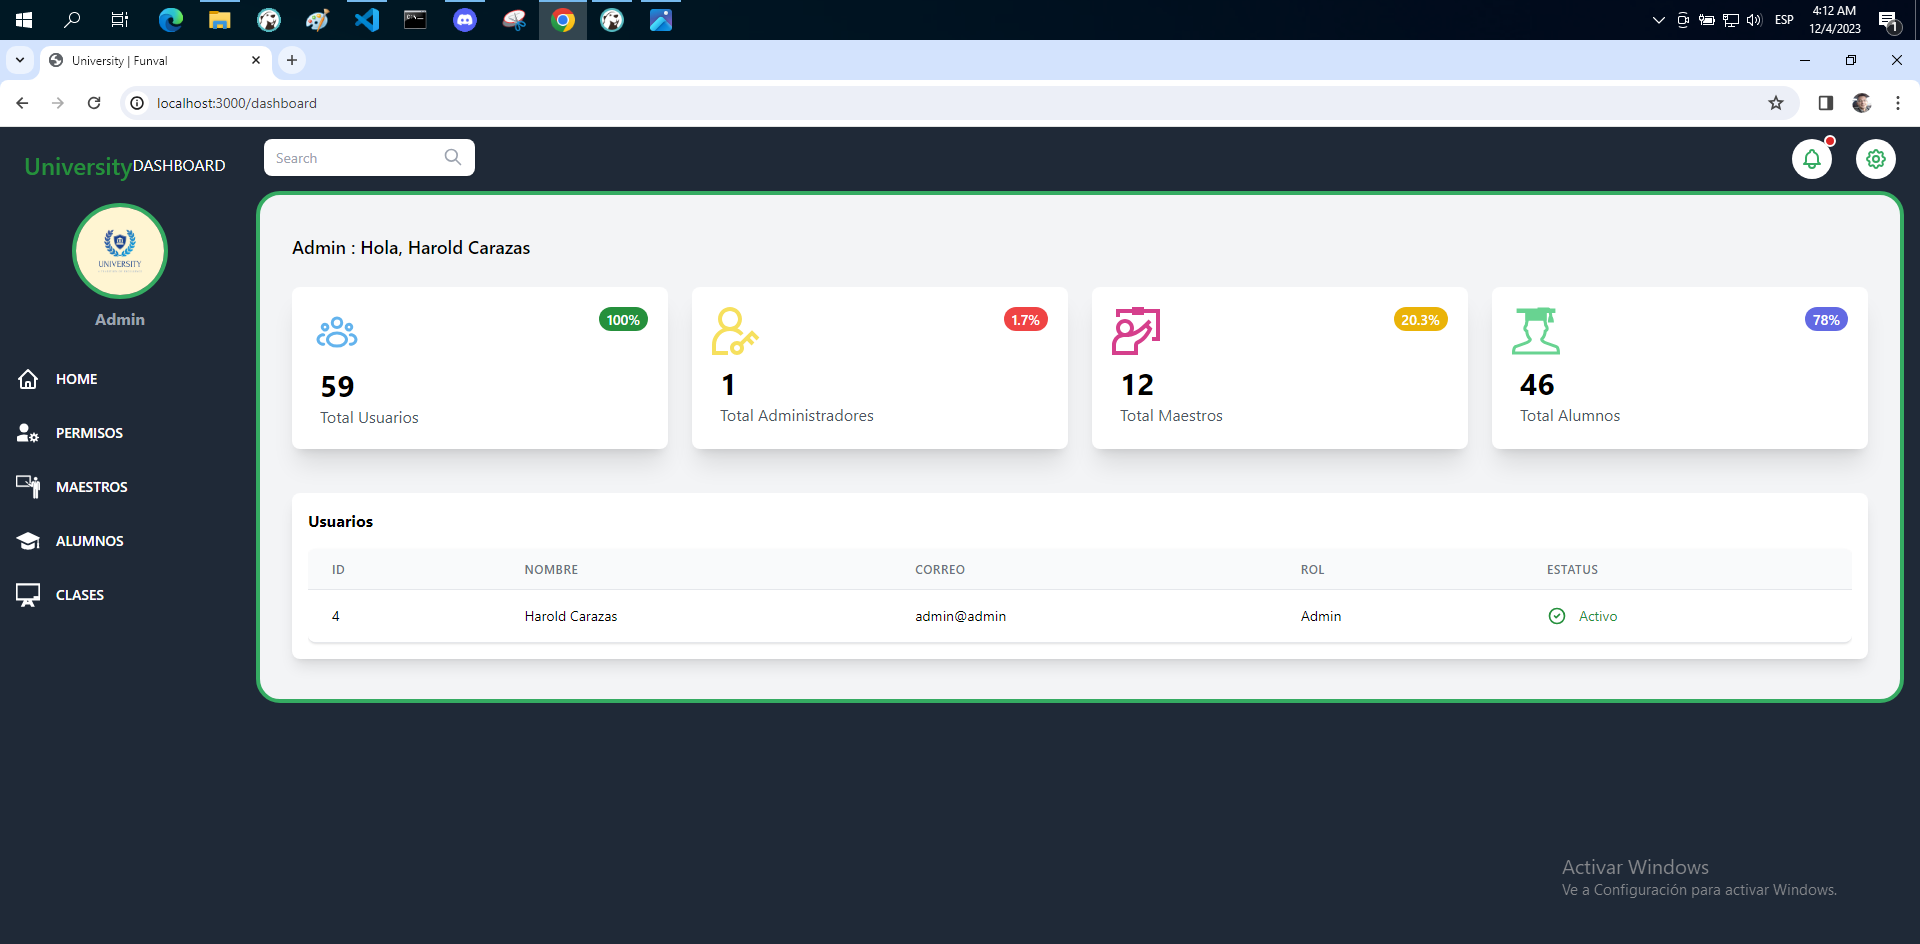 ESP
4:12 AM
12/4/2023
1
University | Funval
localhost:3000/dashboard
University DASHBOARD
Search
UNIVERSITY
Admin
HOME
PERMISOS
MAESTROS
ALUMNOS
CLASES
Admin : Hola, Harold Carazas
100%
59
Total Usuarios
1.7%
1
Total Administradores
20.3%
12
Total Maestros
78%
46
Total Alumnos
Usuarios
ID NOMBRE CORREO ROL ESTATUS
4 Harold Carazas admin@admin Admin Activo
Activar Windows
Ve a Configuración para activar Windows.